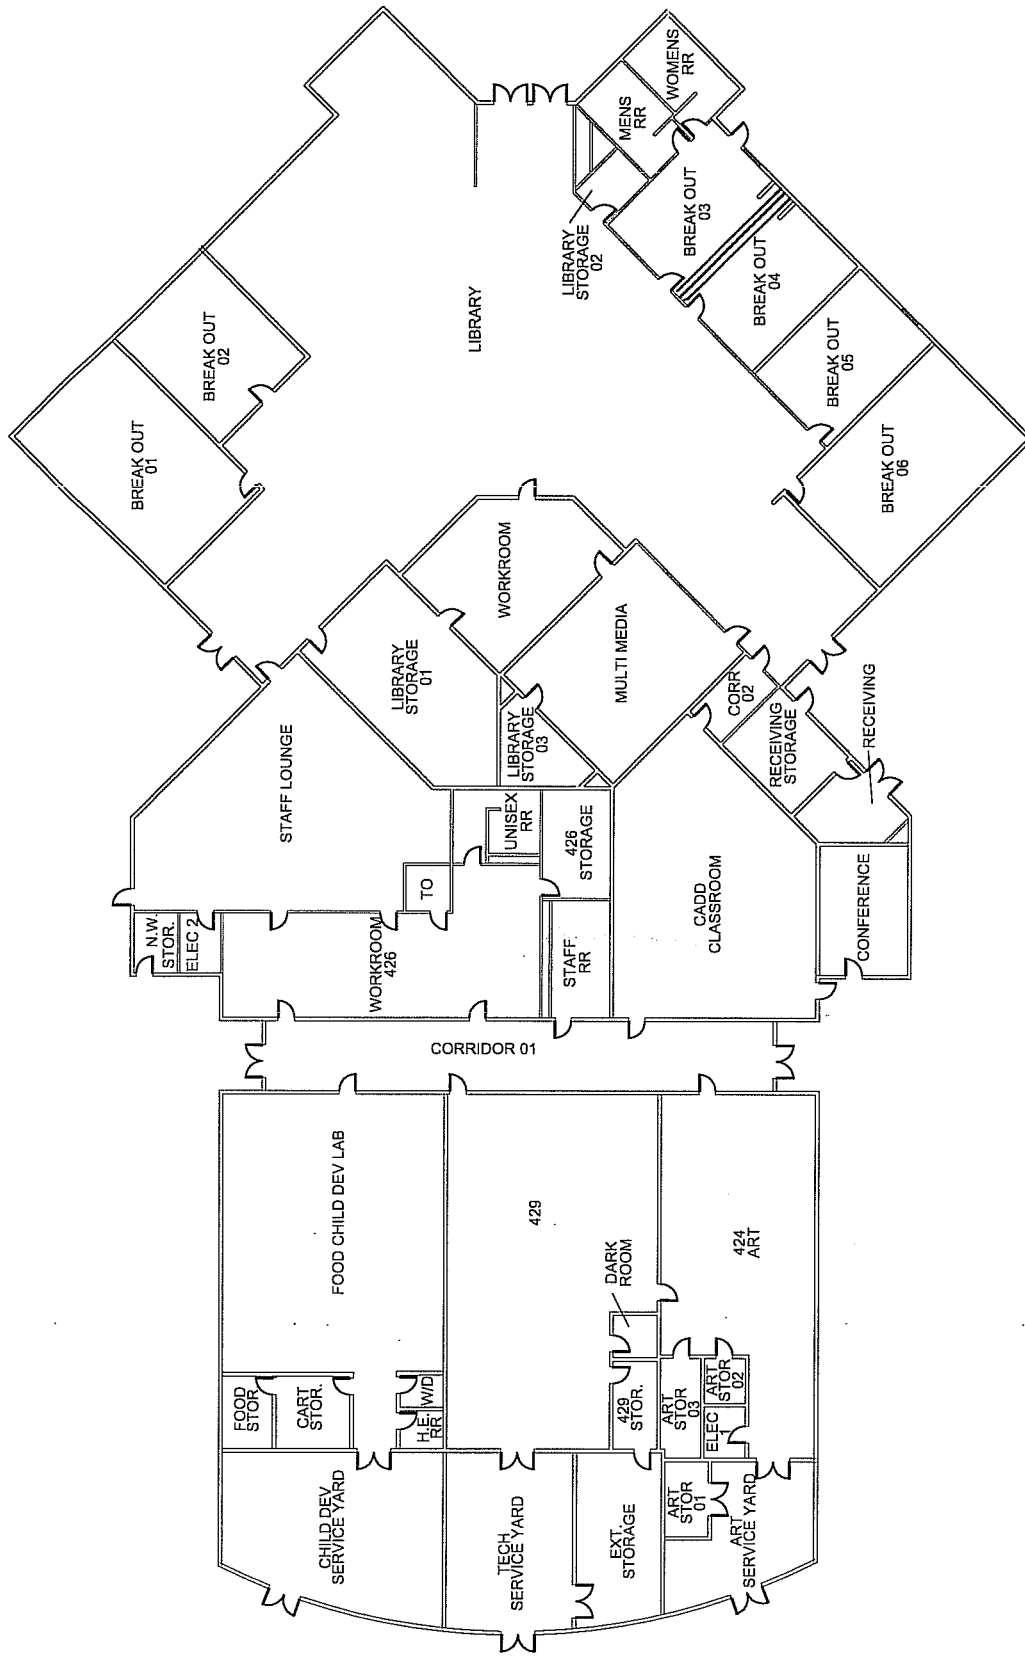 WOMENS
RR
MENS
RR
BREAK OUT
03
LIBRARY
STORAGE
02
BREAK OUT
04
BREAK OUT
05
BREAK OUT
06
LIBRARY
BREAK OUT
02
BREAK OUT
01
WORKROOM
MULTI MEDIA
LIBRARY
STORAGE
01
LIBRARY
STORAGE
03
CORR
02
RECEIVING
STORAGE
RECEIVING
STAFF LOUNGE
UNISEX
RR
426
STORAGE
TO
CADD
CLASSROOM
CONFERENCE
N.W.
STOR.
ELEC 2
WORKROOM
426
STAFF.
RR
CORRIDOR 01
FOOD CHILD DEV LAB
429
DARK
ROOM
424
ART
FOOD
STOR
CART
STOR.
W/D
H.E.
RR
429
STOR.
ART
STOR
03
ART
STOR
02
ELEC
1
ART
STOR
01
CHILD DEV
SERVICE YARD
TECH
SERVICE YARD
EXT.
STORAGE
ART
SERVICE YARD